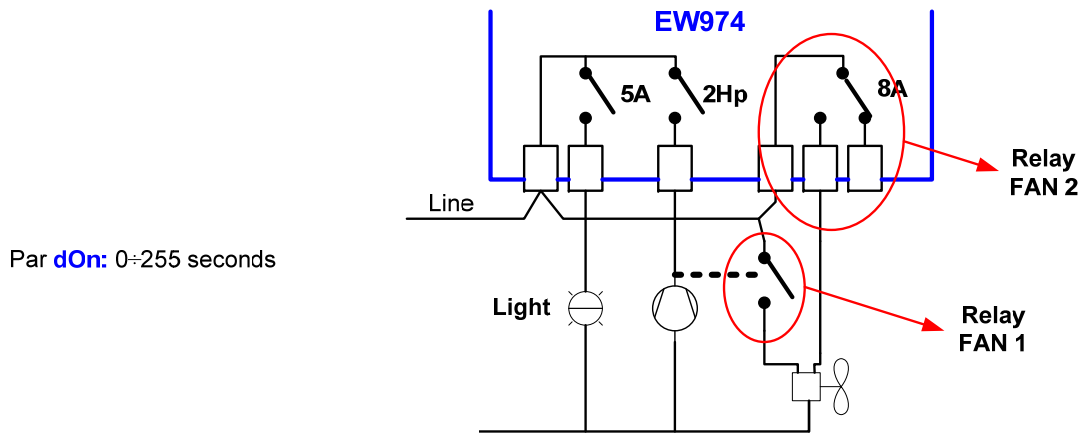 EW974
5A
2Hp
8A
Relay
FAN 2
Line
Par dOn: 0÷255 seconds
Light
Relay
FAN 1